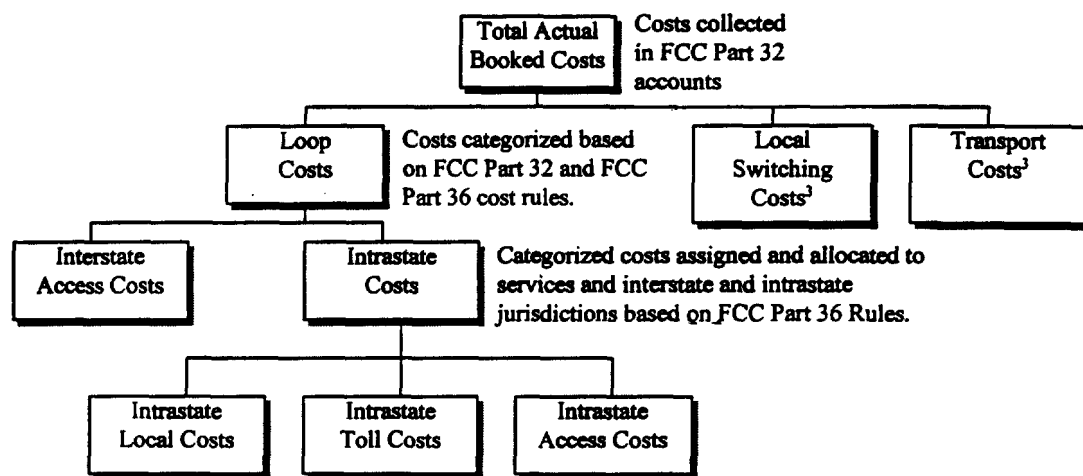 Total Actual
Booked Costs
Costs collected
in FCC Part 32
accounts
Loop
Costs
Costs categorized based
on FCC Part 32 and FCC
Part 36 cost rules.
Local
Switching
Costs³
Transport
Costs³
Interstate
Access Costs
Intrastate
Costs
Categorized costs assigned and allocated to
services and interstate and intrastate
jurisdictions based on FCC Part 36 Rules.
Intrastate
Local Costs
Intrastate
Toll Costs
Intrastate
Access Costs